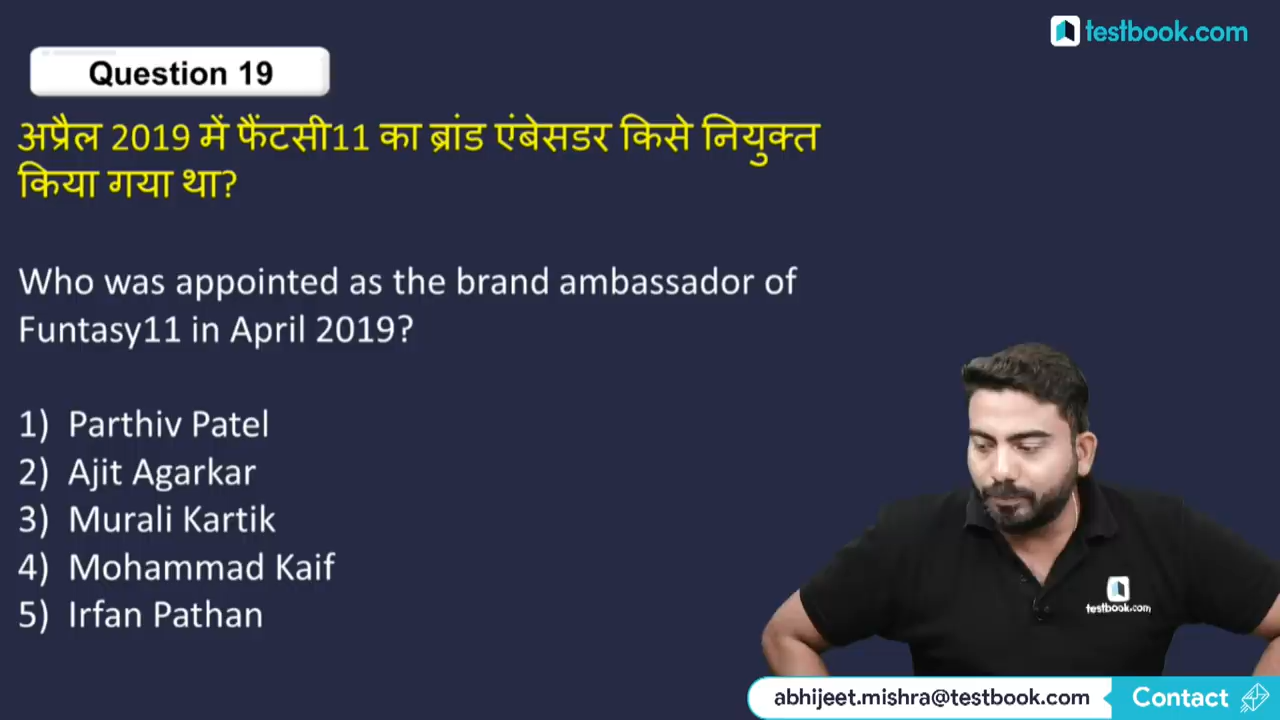 testbook.com
Question 19
अप्रैल 2019 में फैंटसी11 का ब्रांड एंबेसडर किसे नियुक्त
किया गया था?
Who was appointed as the brand ambassador of
Funtasy11 in April 2019?
1) Parthiv Patel
2) Ajit Agarkar
3) Murali Kartik
4) Mohammad Kaif
5) Irfan Pathan
testbook.com
abhijeet.mishra@testbook.com Contact